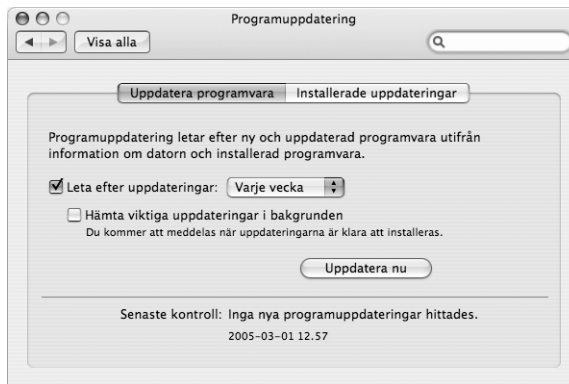 Programuppdatering
Visa alla
Uppdatera programvara Installerade uppdateringar
Programuppdatering letar efter ny och uppdaterad programvara utifrån
information om datorn och installerad programvara.
Leta efter uppdateringar: Varje vecka
Hämta viktiga uppdateringar i bakgrunden
Du kommer att meddelas när uppdateringarna är klara att installeras.
Uppdatera nu
Senaste kontroll: Inga nya programuppdateringar hittades.
2005-03-01 12.57